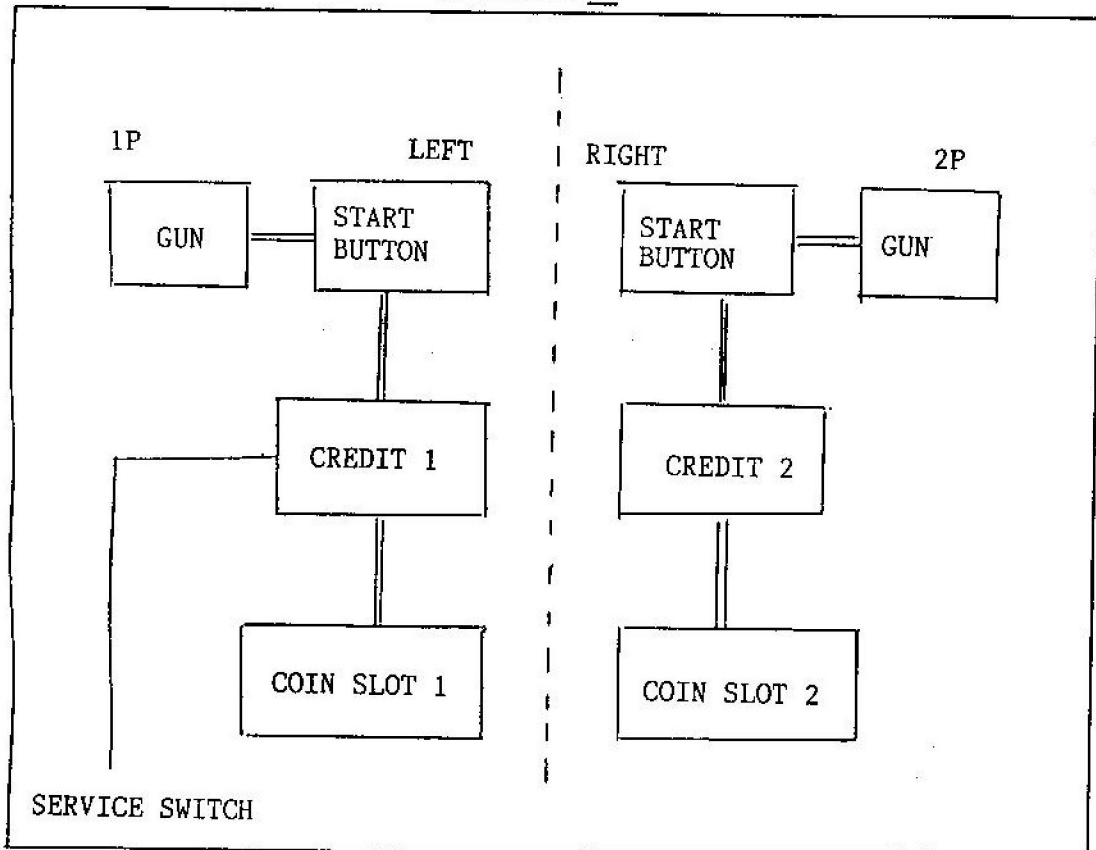 1P
LEFT
RIGHT
2P
GUN
START
BUTTON
START
BUTTON
GUN
CREDIT 1
CREDIT 2
COIN SLOT 1
COIN SLOT 2
SERVICE SWITCH